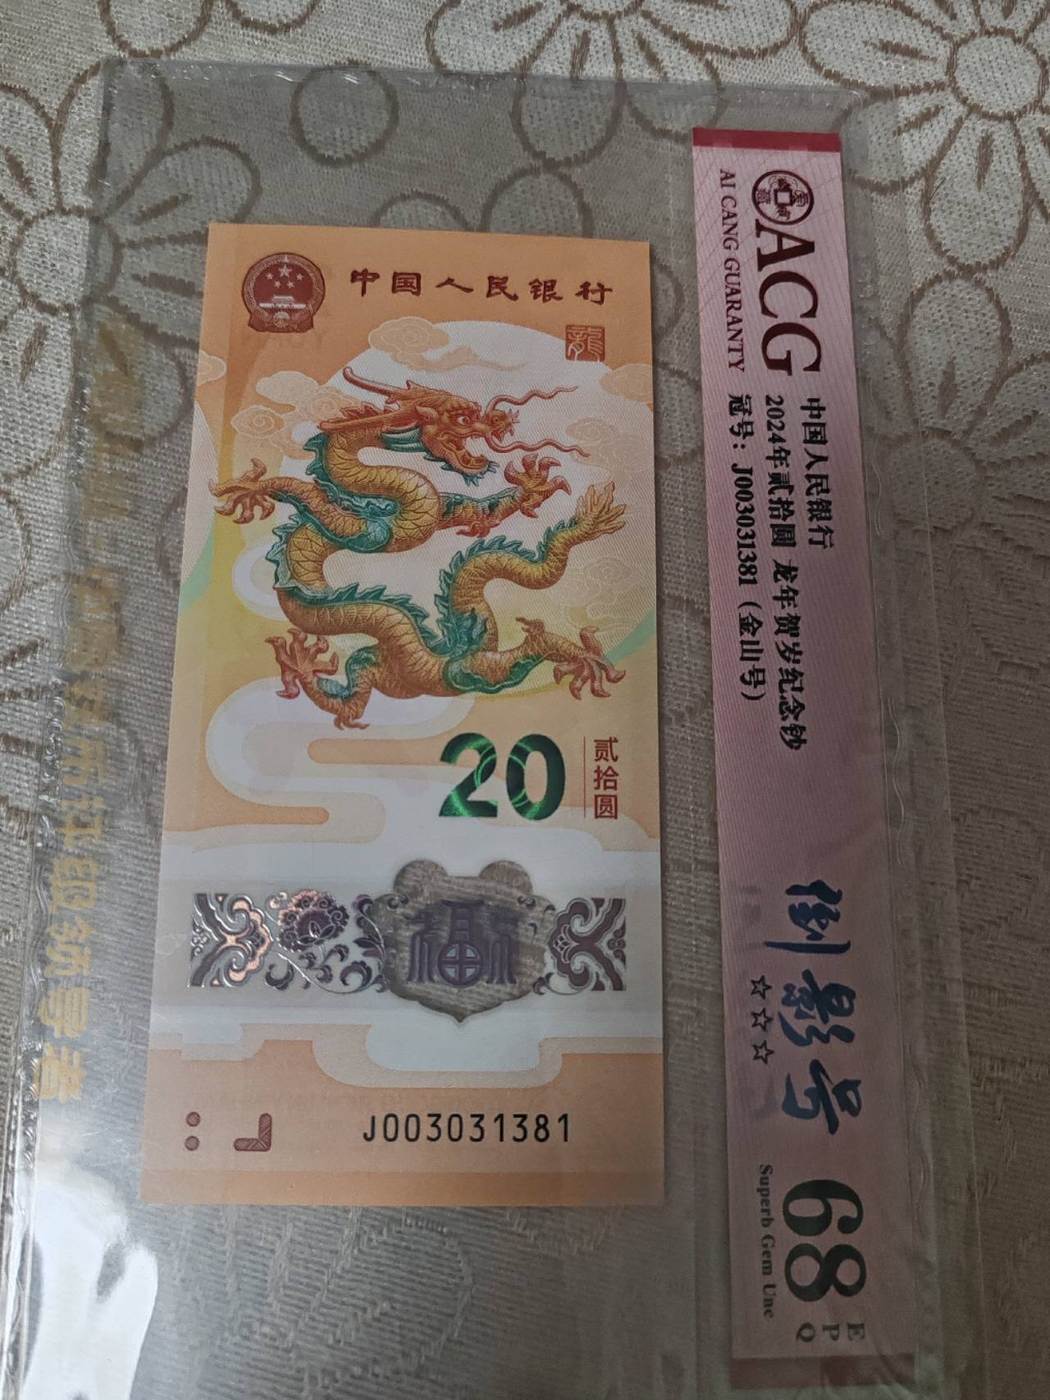 中国人民银行
龍
20
贰拾圆
福
J003031381
ACG
AI CANG GUARANTY
中国人民银行
2024年贰拾圆 龙年贺岁纪念钞
冠号：J003031381（金山号）
倒影号
☆☆☆
68
EPQ
Superb Gem Unc